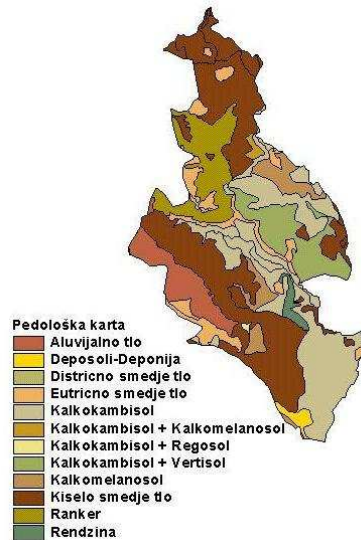 Pedološka karta
Aluvijalno tlo
Deposoli-Deponija
Districno smedje tlo
Eutricno smedje tlo
Kalkokambisol
Kalkokambisol + Kalkomelanosol
Kalkokambisol + Regosol
Kalkokambisol + Vertisol
Kalkomelanosol
Kiselo smedje tlo
Ranker
Rendzina